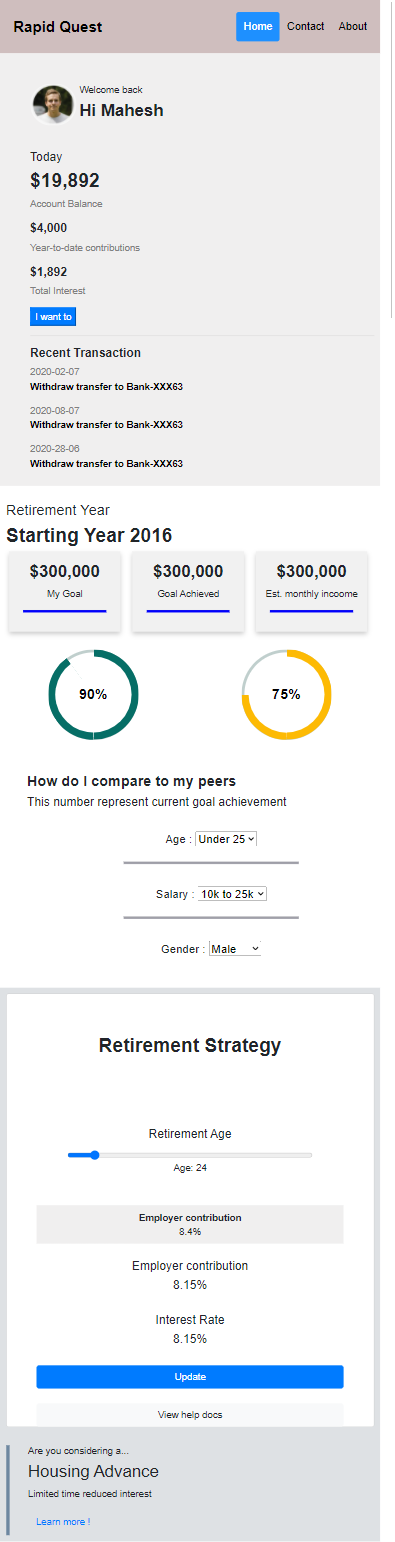 Rapid Quest Home Contact About
Welcome back
Hi Mahesh
Today
$19,892
Account Balance
$4,000
Year-to-date contributions
$1,892
Total Interest
I want to
Recent Transaction
2020-02-07
Withdraw transfer to Bank-XXX63
2020-08-07
Withdraw transfer to Bank-XXX63
2020-28-06
Withdraw transfer to Bank-XXX63
Retirement Year
Starting Year 2016
$300,000 $300,000 $300,000
My Goal Goal Achieved Est. monthly incoome
90% 75%
How do I compare to my peers
This number represent current goal achievement
Age : Under 25
Salary : 10k to 25k
Gender : Male
Retirement Strategy
Retirement Age
Age: 24
Employer contribution
8.4%
Employer contribution
8.15%
Interest Rate
8.15%
Update
View help docs
Are you considering a...
Housing Advance
Limited time reduced interest
Learn more !